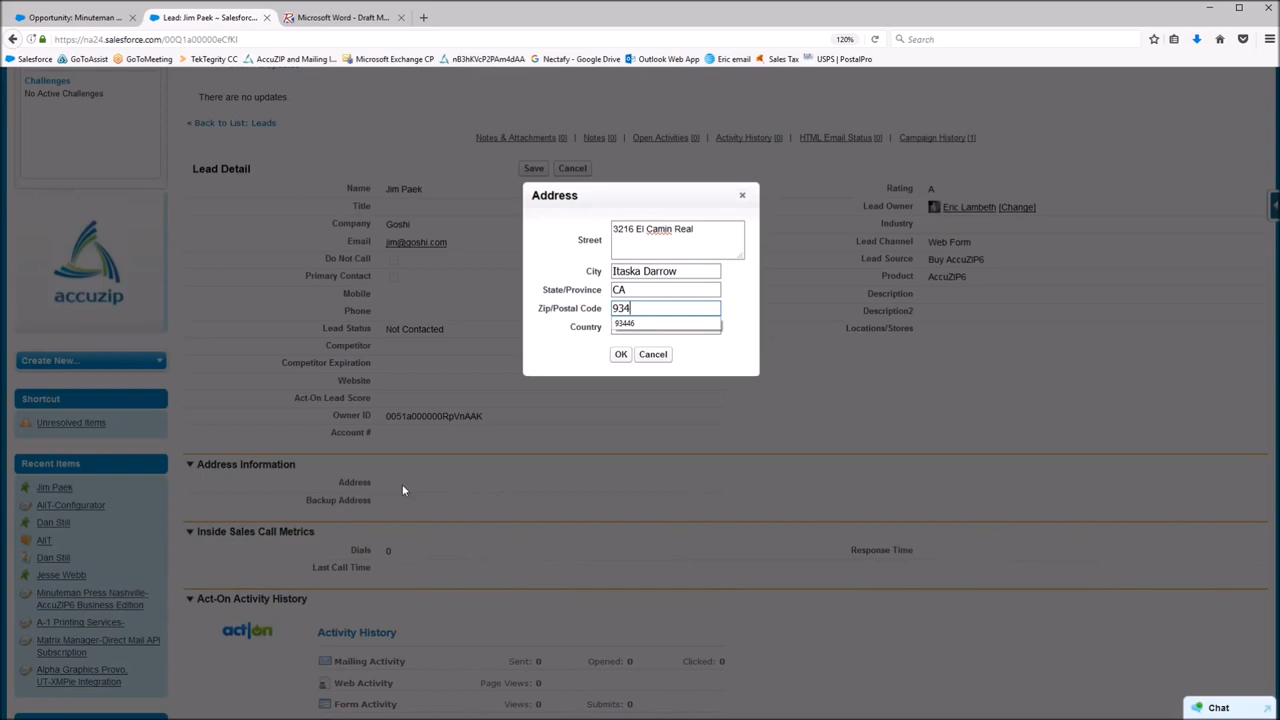 Opportunity: Minuteman ...
Lead: Jim Paek ~ Salesforc...
Microsoft Word - Draft M...
https://na24.salesforce.com/00Q1a00000eCfKI
120%
Search
Salesforce
GoToAssist
GoToMeeting
TekTegrity CC
AccuZIP and Mailing I...
Microsoft Exchange CP
nB3hKVcP2PAm4dAA
Nectafy - Google Drive
Outlook Web App
Eric email
Sales Tax
USPS | PostalPro
Challenges
No Active Challenges
accuzip
Create New...
Shortcut
Unresolved Items
Recent Items
Jim Paek
AIIT-Configurator
Dan Still
AIIT
Dan Still
Jesse Webb
Minuteman Press Nashville-
AccuZIP6 Business Edition
A-1 Printing Services-
Matrix Manager-Direct Mail API
Subscription
Alpha Graphics Provo,
UT-XMPie Integration
There are no updates.
« Back to List: Leads
Notes & Attachments [0] | Notes [0] | Open Activities [0] | Activity History [0] | HTML Email Status [0] | Campaign History [1]
Lead Detail
Save
Cancel
Name Jim Paek
Title
Company Goshi
Email jim@goshi.com
Do Not Call
Primary Contact
Mobile
Phone
Lead Status Not Contacted
Competitor
Competitor Expiration
Website
Act-On Lead Score
Owner ID 0051a000000RpVnAAK
Account #
Rating A
Lead Owner Eric Lambeth [Change]
Industry
Lead Channel Web Form
Lead Source Buy AccuZIP6
Product AccuZIP6
Description
Description2
Locations/Stores
Address
Street 3216 El Camin Real
City Itaska Darrow
State/Province CA
Zip/Postal Code 934
93446
Country
OK
Cancel
Address Information
Address
Backup Address
Inside Sales Call Metrics
Dials 0
Response Time
Last Call Time
Act-On Activity History
act|on
Activity History
Mailing Activity Sent: 0 Opened: 0 Clicked: 0
Web Activity Page Views: 0
Form Activity Views: 0 Submits: 0
Chat